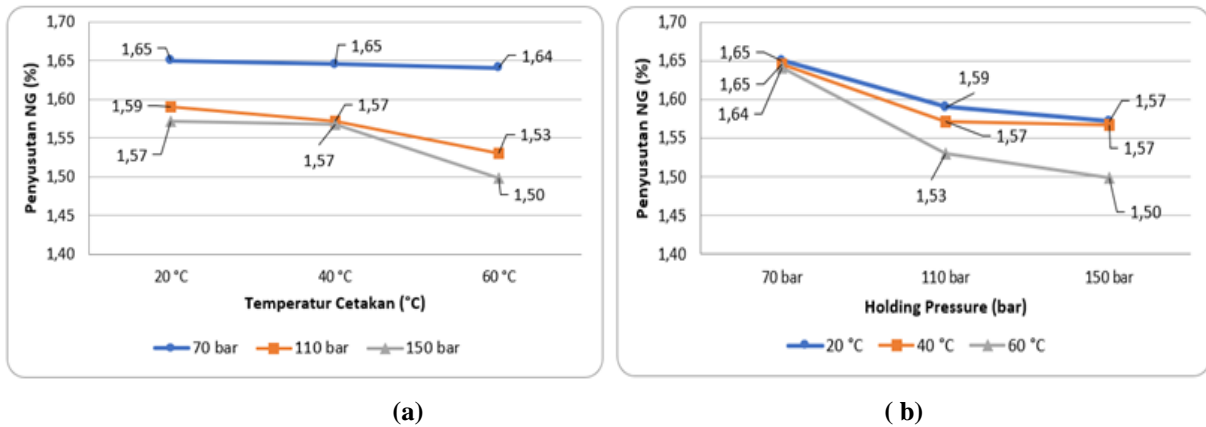 1,70
1,65
1,60
1,55
1,50
1,45
1,40
Penyusutan NG (%)
1,65
1,65
1,64
1,59
1,57
1,53
1,57
1,57
1,50
20 °C
40 °C
60 °C
Temperatur Cetakan (°C)
70 bar
110 bar
150 bar
(a)
1,70
1,65
1,60
1,55
1,50
1,45
1,40
Penyusutan NG (%)
1,65
1,65
1,64
1,59
1,57
1,53
1,57
1,57
1,50
70 bar
110 bar
150 bar
Holding Pressure (bar)
20 °C
40 °C
60 °C
( b)